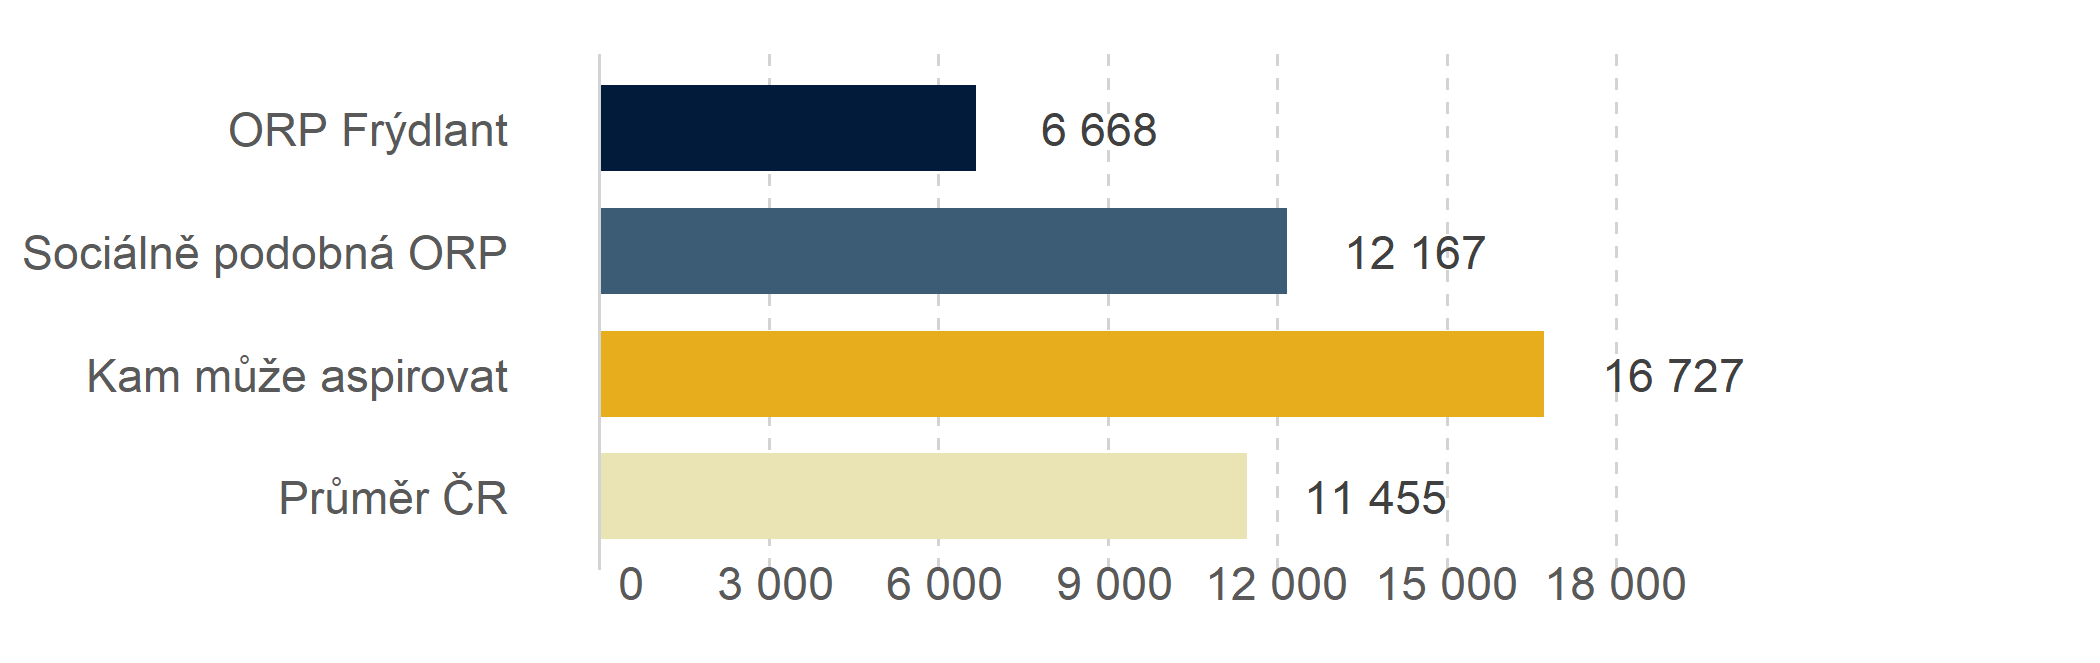 ORP Frýdlant 6 668
Sociálně podobná ORP 12 167
Kam může aspirovat 16 727
Průměr ČR 11 455
0 3 000 6 000 9 000 12 000 15 000 18 000